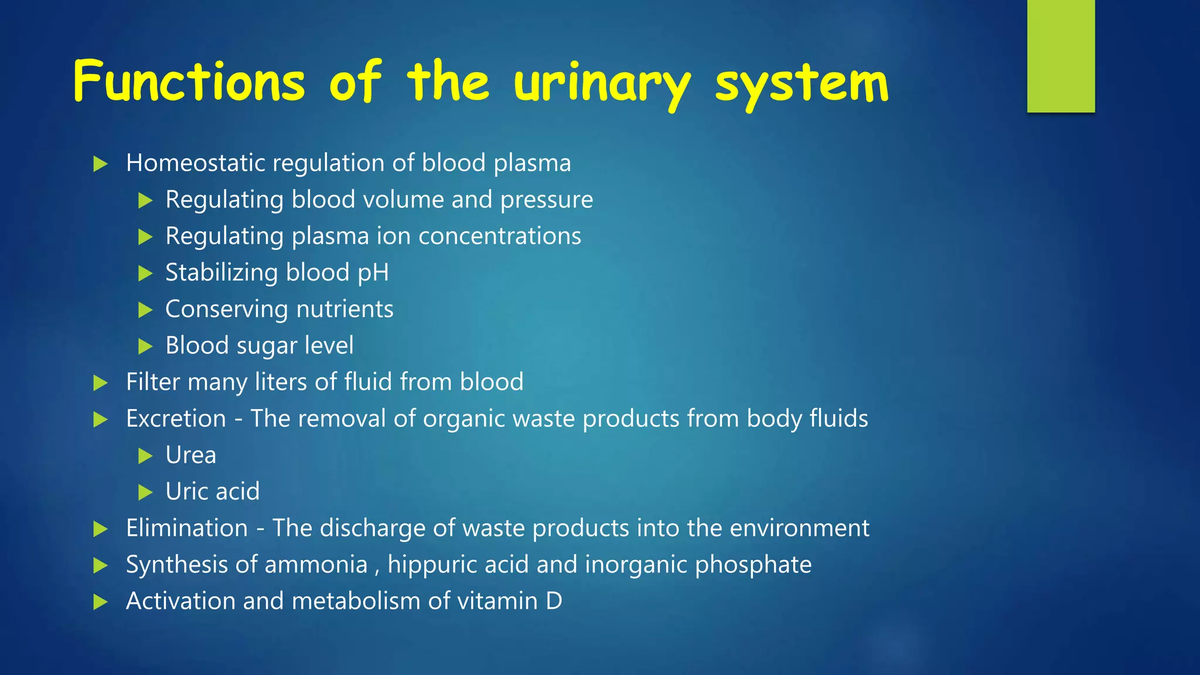 Functions of the urinary system
Homeostatic regulation of blood plasma
Regulating blood volume and pressure
Regulating plasma ion concentrations
Stabilizing blood pH
Conserving nutrients
Blood sugar level
Filter many liters of fluid from blood
Excretion - The removal of organic waste products from body fluids
Urea
Uric acid
Elimination - The discharge of waste products into the environment
Synthesis of ammonia , hippuric acid and inorganic phosphate
Activation and metabolism of vitamin D